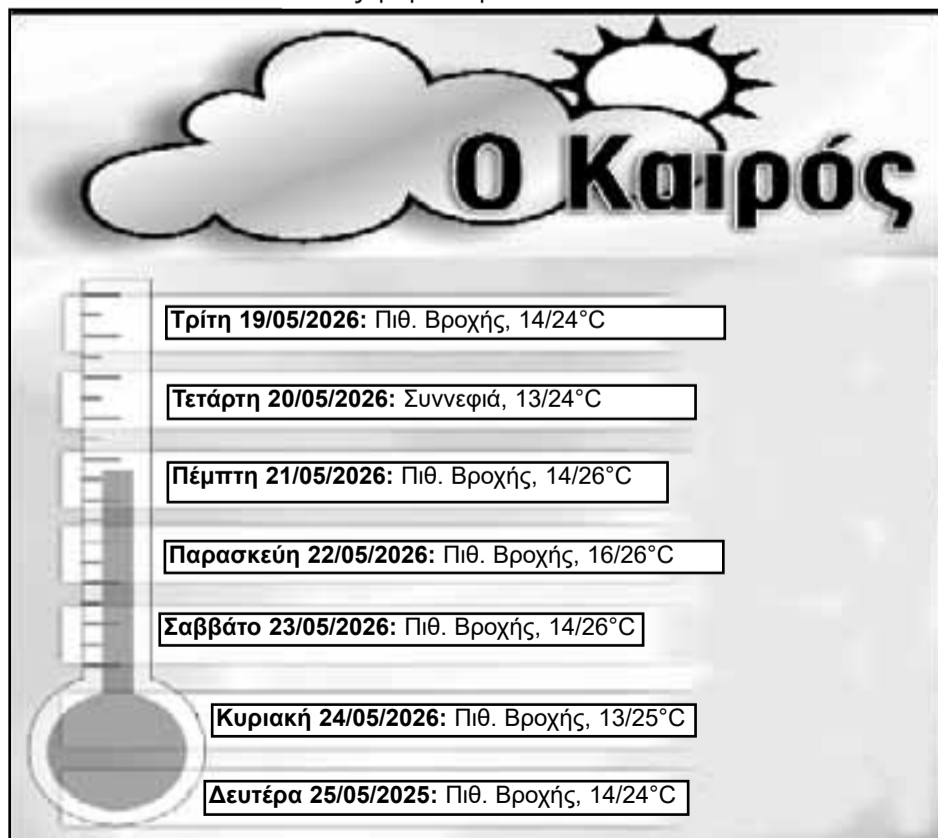 Ο Καιρός
Τρίτη 19/05/2026: Πιθ. Βροχής, 14/24°C
Τετάρτη 20/05/2026: Συννεφιά, 13/24°C
Πέμπτη 21/05/2026: Πιθ. Βροχής, 14/26°C
Παρασκεύη 22/05/2026: Πιθ. Βροχής, 16/26°C
Σαββάτο 23/05/2026: Πιθ. Βροχής, 14/26°C
Κυριακή 24/05/2026: Πιθ. Βροχής, 13/25°C
Δευτέρα 25/05/2025: Πιθ. Βροχής, 14/24°C